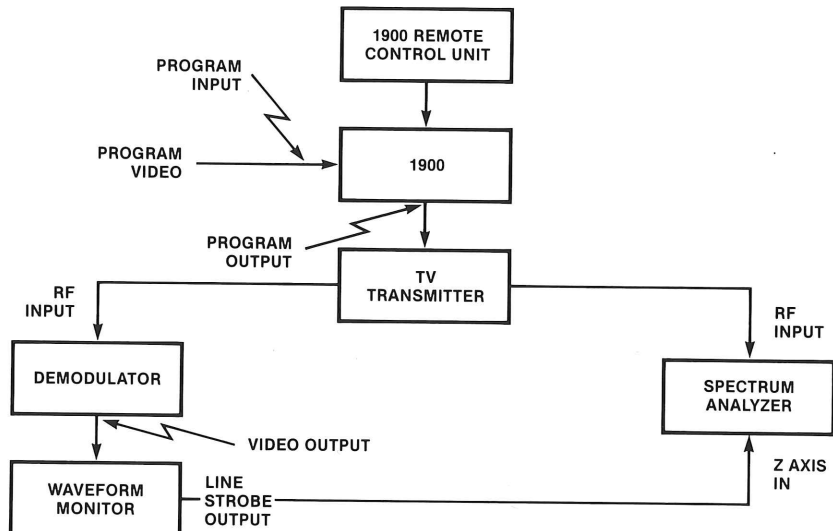 1900 REMOTE
CONTROL UNIT
PROGRAM
INPUT
PROGRAM
VIDEO
1900
PROGRAM
OUTPUT
TV
TRANSMITTER
RF
INPUT
RF
INPUT
DEMODULATOR
SPECTRUM
ANALYZER
VIDEO OUTPUT
WAVEFORM
MONITOR
LINE
STROBE
OUTPUT
Z AXIS
IN